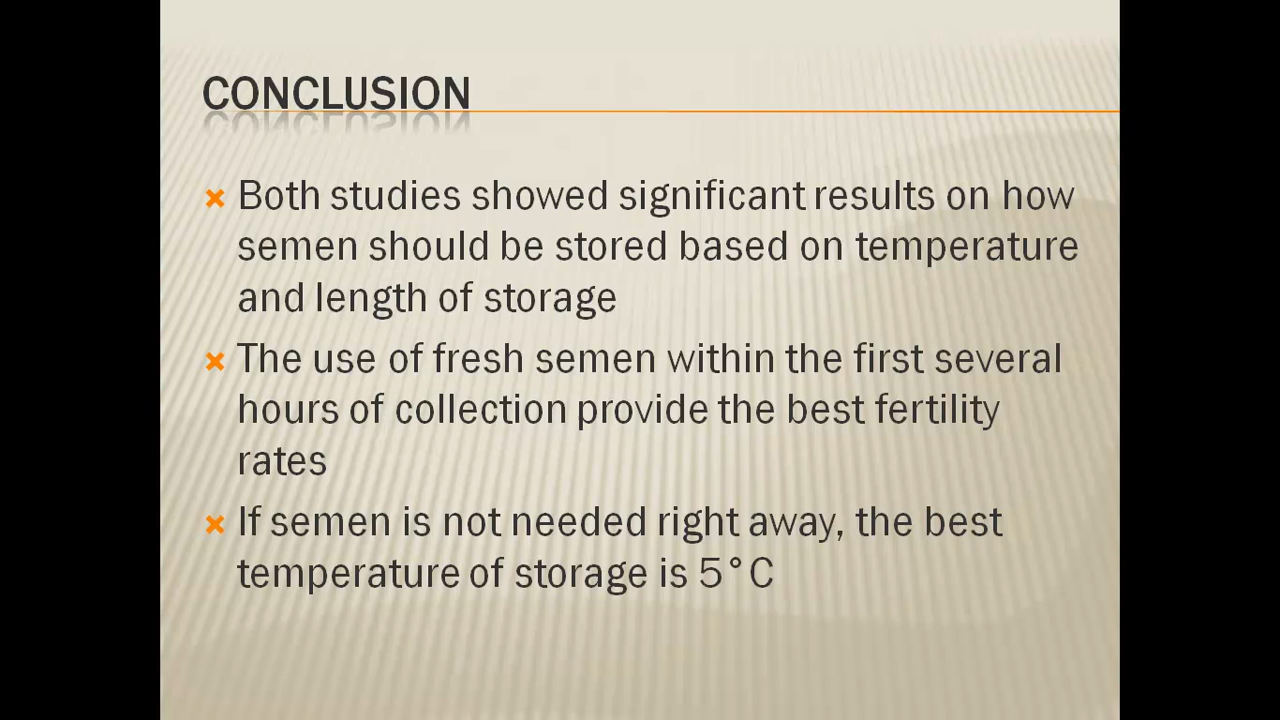 CONCLUSION
Both studies showed significant results on how
semen should be stored based on temperature
and length of storage
The use of fresh semen within the first several
hours of collection provide the best fertility
rates
If semen is not needed right away, the best
temperature of storage is 5°C